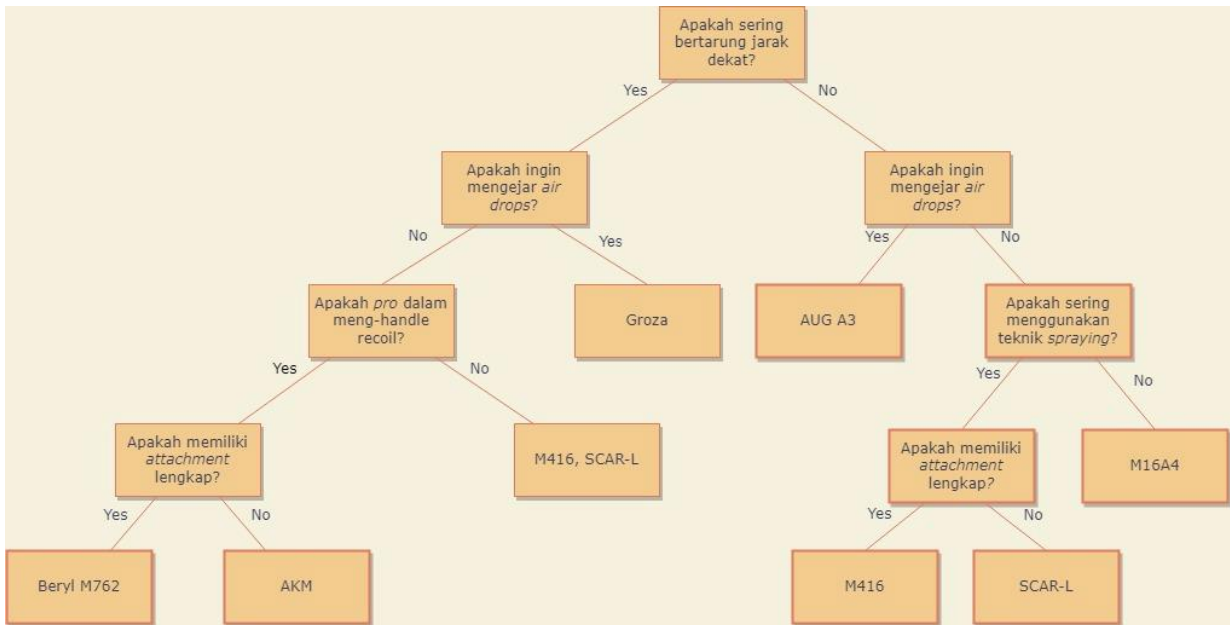 Apakah sering
bertarung jarak
dekat?
Yes
No
Apakah ingin
mengejar air
drops?
Apakah ingin
mengejar air
drops?
No
Yes
Yes
No
Apakah pro dalam
meng-handle
recoil?
Groza
AUG A3
Apakah sering
menggunakan
teknik spraying?
Yes
No
Yes
No
Apakah memiliki
attachment
lengkap?
M416, SCAR-L
Apakah memiliki
attachment
lengkap?
M16A4
Yes
No
Yes
No
Beryl M762
AKM
M416
SCAR-L